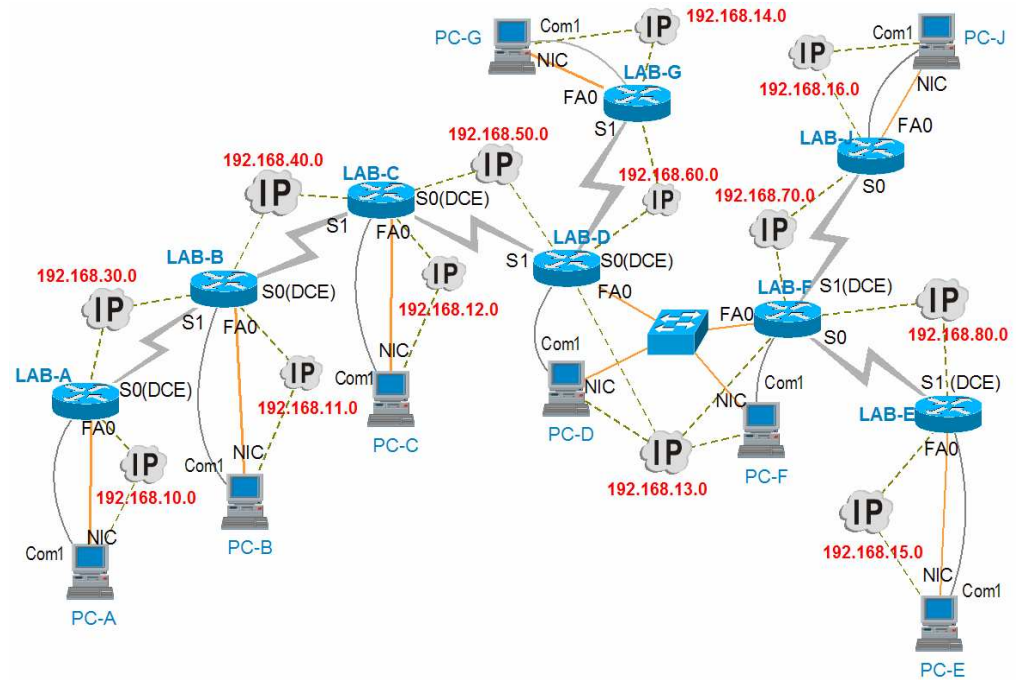 192.168.14.0
Com1
IP
PC-G
NIC
LAB-G
FA0
S1
Com1
PC-J
IP
NIC
192.168.16.0
FA0
LAB-J
S0
192.168.50.0
192.168.40.0
LAB-C
IP
192.168.60.0
IP
S0(DCE)
IP
192.168.70.0
S1
FA0
IP
LAB-D
LAB-B
S1
S0(DCE)
192.168.30.0
IP
FA0
LAB-F
S1(DCE)
IP
S0(DCE)
192.168.12.0
FA0
192.168.80.0
IP
S1
FA0
S0
NIC
Com1
LAB-A
IP
Com1
Com1
S1 (DCE)
S0(DCE)
192.168.11.0
NIC
NIC
LAB-E
FA0
PC-C
PC-D
IP
FA0
IP
NIC
Com1
PC-F
192.168.10.0
192.168.13.0
IP
NIC
PC-B
192.168.15.0
Com1
NIC
Com1
PC-A
PC-E